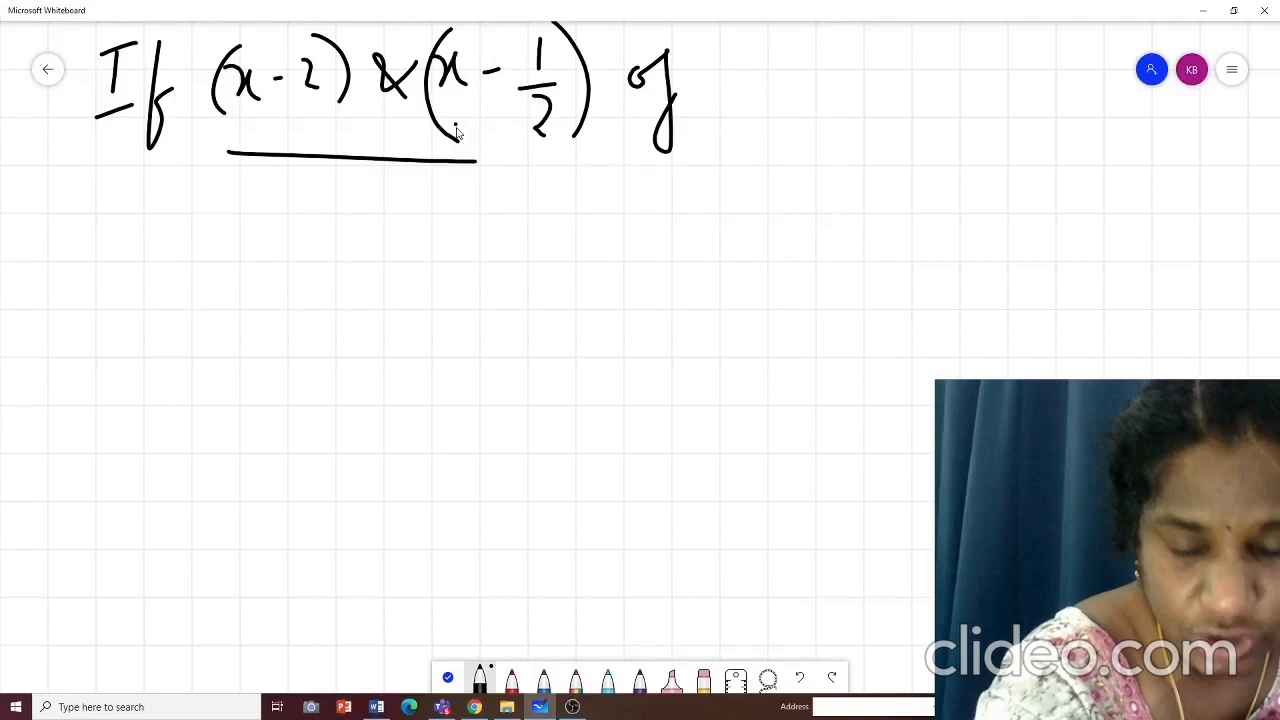 Microsoft Whiteboard
If (x - 2) & (x - 1/2) of
KB
clideo.com
Type here to search
Address